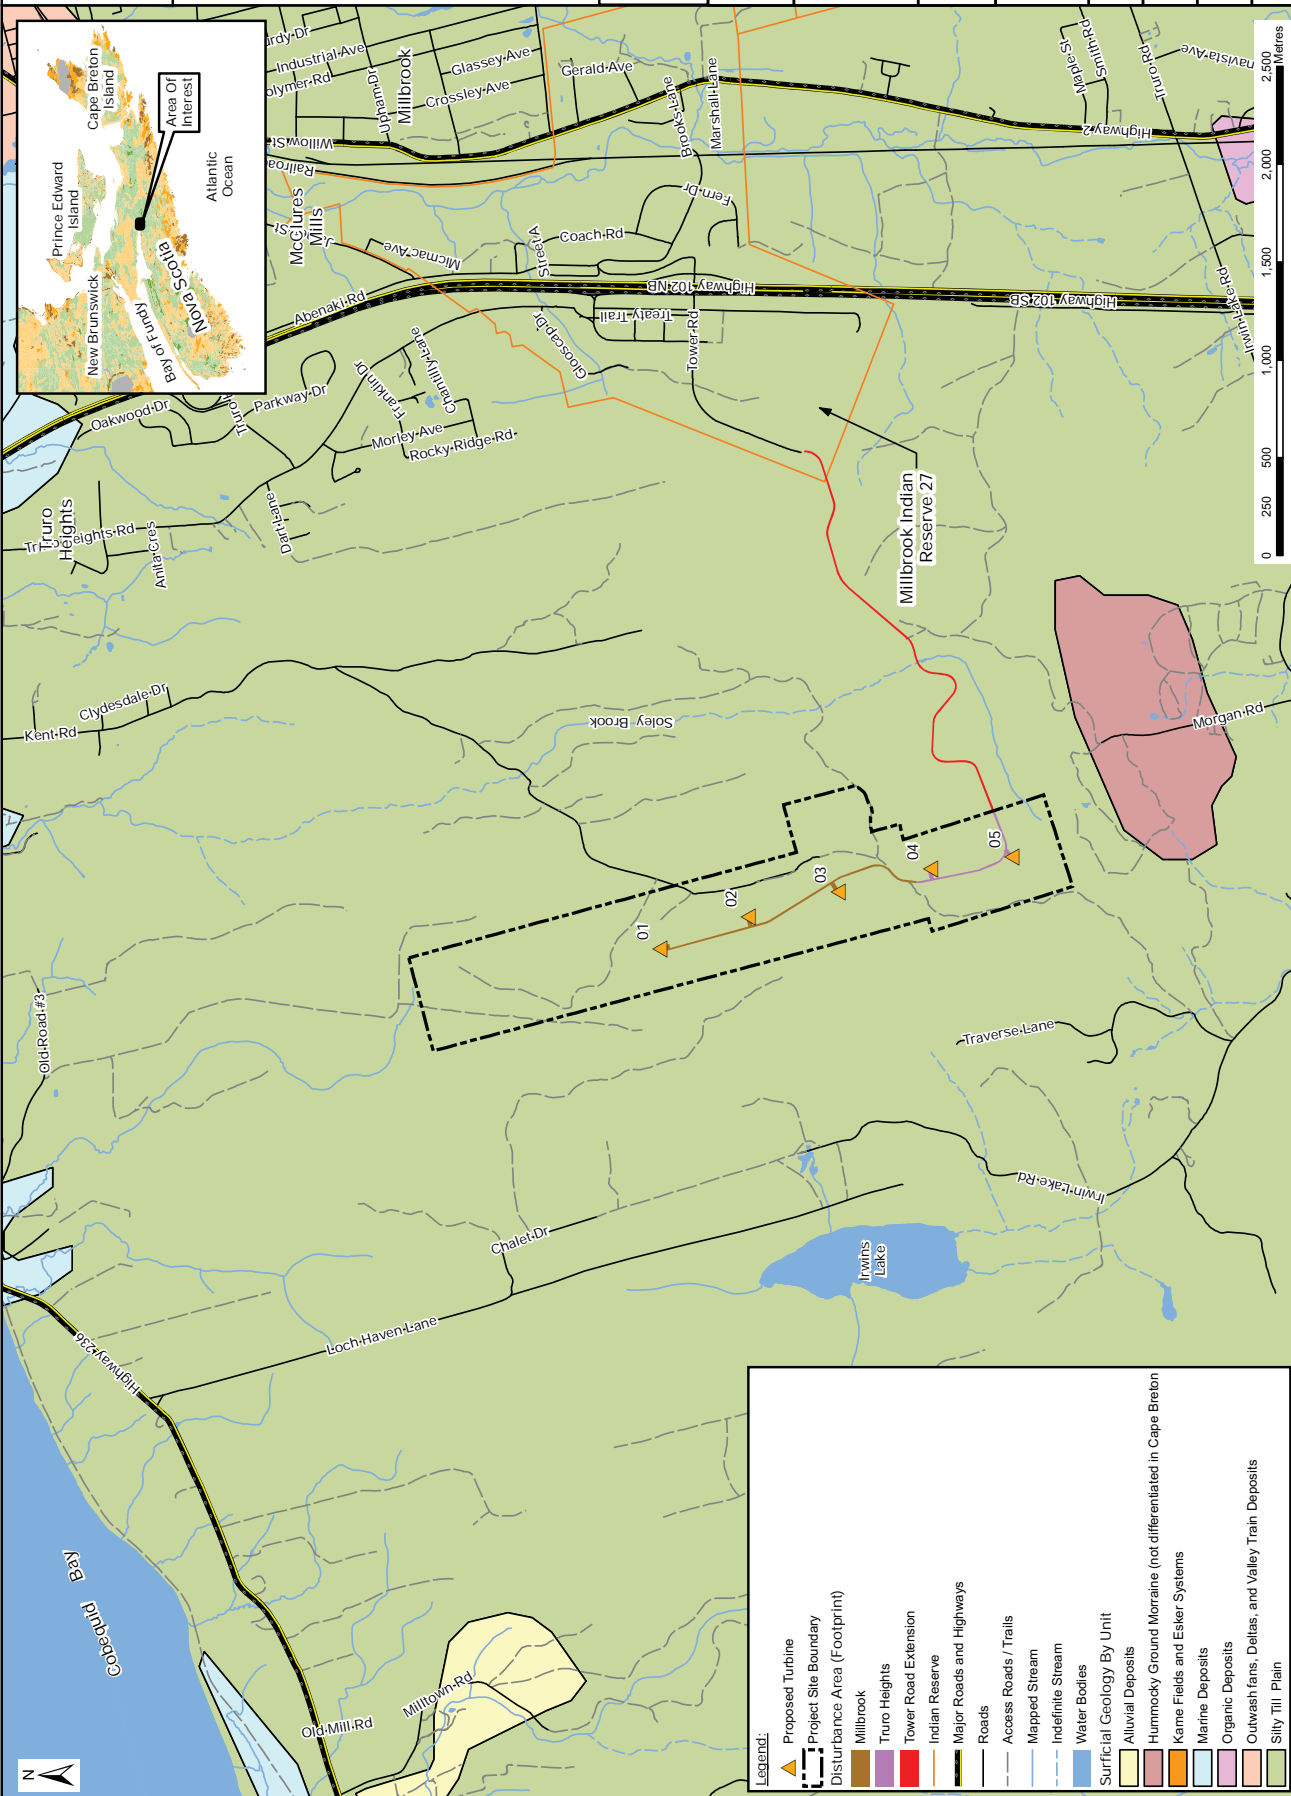 N
Cobequid Bay
Highway 236
Old Mill Rd
Milltown Rd
Loch Haven Lane
Chalet Dr
Irwins
Lake
Irwin Lake Rd
Traverse Lane
Old Road #3
Kent Rd
Clydesdale Dr
Soley Brook
Morgan Rd
01
02
03
04
05
Truro
Heights
Anita Cres
Dart Lane
Oakwood Dr
Parkway Dr
Franklin Dr
Chantilly Lane
Morley Ave
Rocky Ridge Rd
Abenaki Rd
Micmac Ave
McClures
Mills
Glooscap Dr
Street A
Coach Rd
Treaty Trail
Tower Rd
Fern Dr
Highway 102 NB
Highway 102 SB
Millbrook Indian
Reserve 27
Industrial Ave
Upham Dr
Millbrook
Glassey Ave
Crossley Ave
Gerald Ave
Willow St
Brooks Lane
Marshall Lane
Highway 2
Maple St
Smith Rd
Truro Rd
Irwin Lake Rd
New Brunswick
Prince Edward
Island
Cape Breton
Island
Bay of Fundy
Nova Scotia
Atlantic
Ocean
Area Of
Interest
0 250 500 1,000 1,500 2,000 2,500
Metres
Legend:
Proposed Turbine
Project Site Boundary
Disturbance Area (Footprint)
Millbrook
Truro Heights
Tower Road Extension
Indian Reserve
Major Roads and Highways
Roads
Access Roads / Trails
Mapped Stream
Indefinite Stream
Water Bodies
Surficial Geology By Unit
Alluvial Deposits
Hummocky Ground Morraine (not differentiated in Cape Breton
Kame Fields and Esker Systems
Marine Deposits
Organic Deposits
Outwash fans, Deltas, and Valley Train Deposits
Silty Till Plain